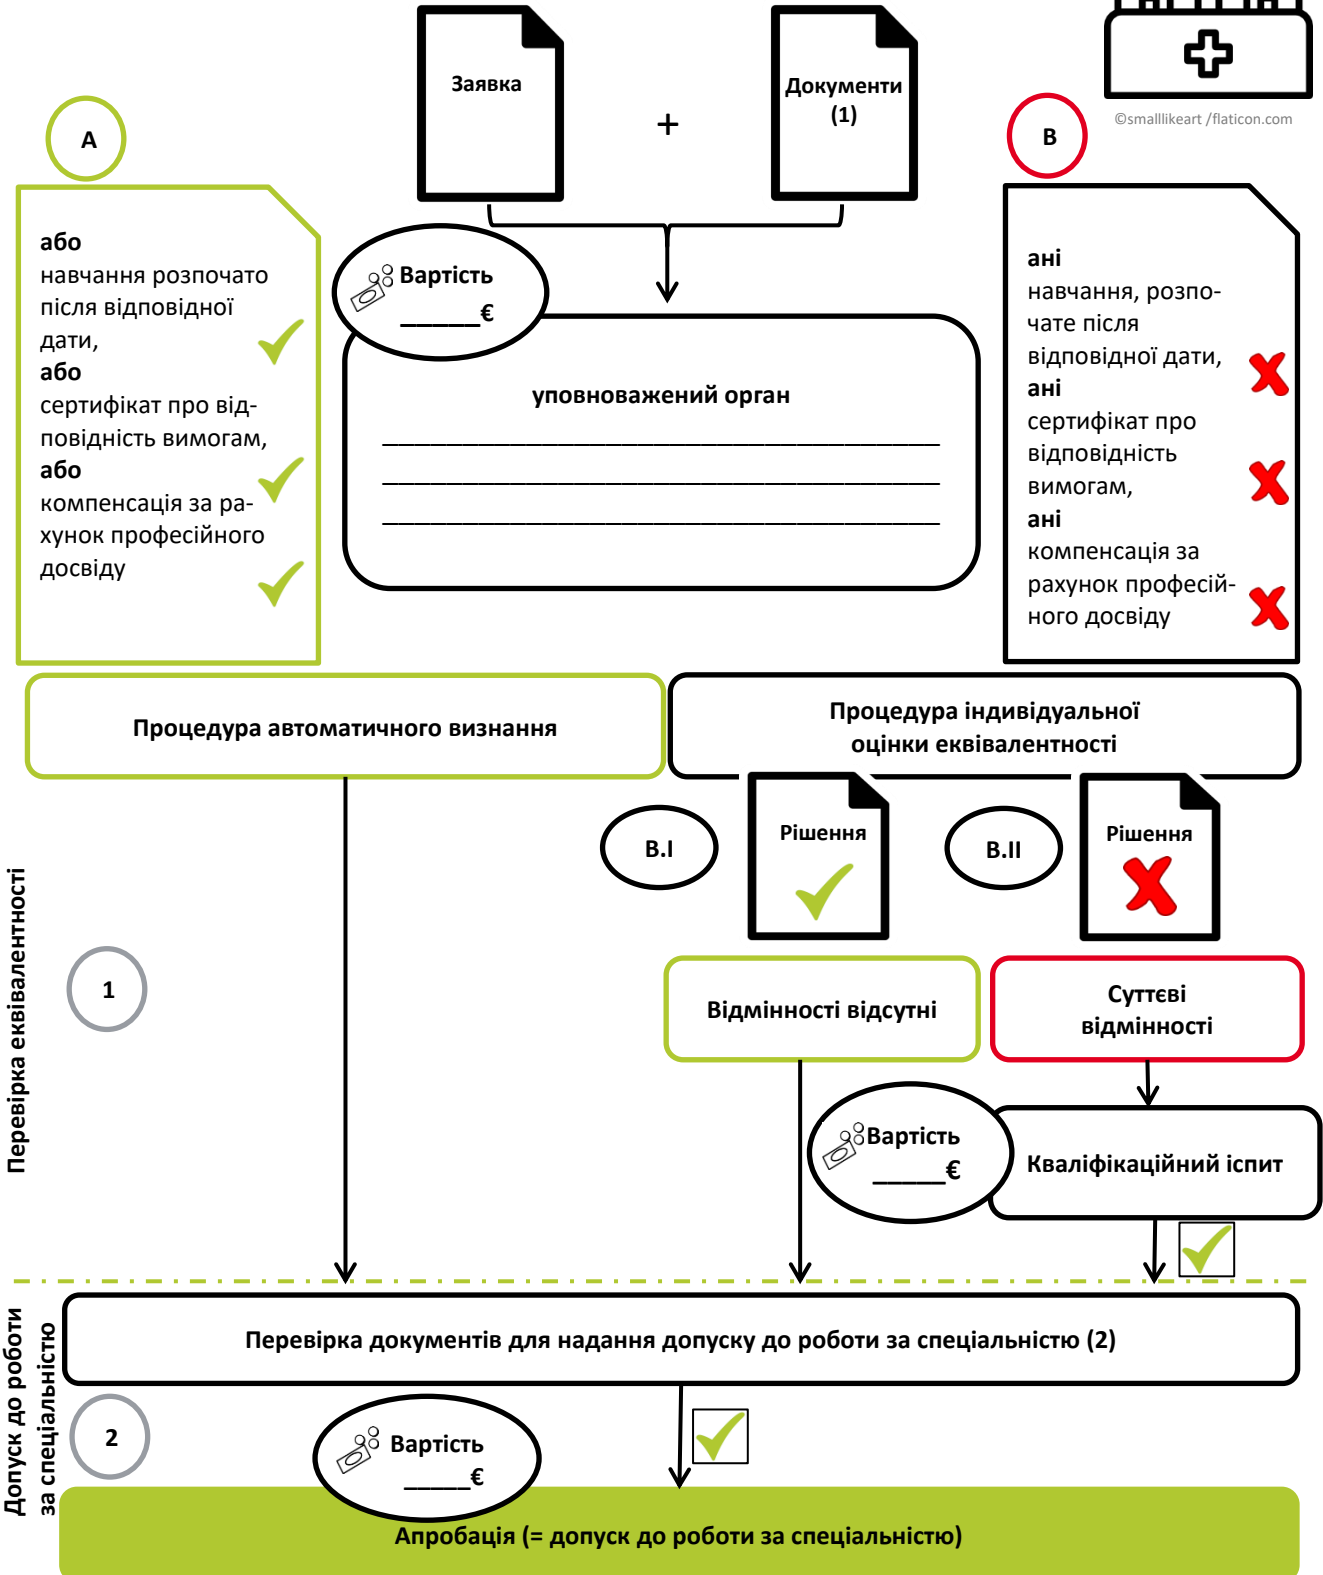 Заявка
+
Документи
(1)
©smalllikeart /flaticon.com
A
B
або
навчання розпочато
після відповідної
дати,
або
сертифікат про від-
повідність вимогам,
або
компенсація за ра-
хунок професійного
досвіду
Вартість
_____€
уповноважений орган
ані
навчання, розпо-
чате після
відповідної дати,
ані
сертифікат про
відповідність
вимогам,
ані
компенсація за
рахунок професій-
ного досвіду
Процедура автоматичного визнання
Процедура індивідуальної
оцінки еквівалентності
B.I
Рішення
B.II
Рішення
Перевірка еквівалентності
1
Відмінності відсутні
Суттєві
відмінності
Вартість
_____€
Кваліфікаційний іспит
Допуск до роботи
за спеціальністю
Перевірка документів для надання допуску до роботи за спеціальністю (2)
2
Вартість
_____€
Апробація (= допуск до роботи за спеціальністю)